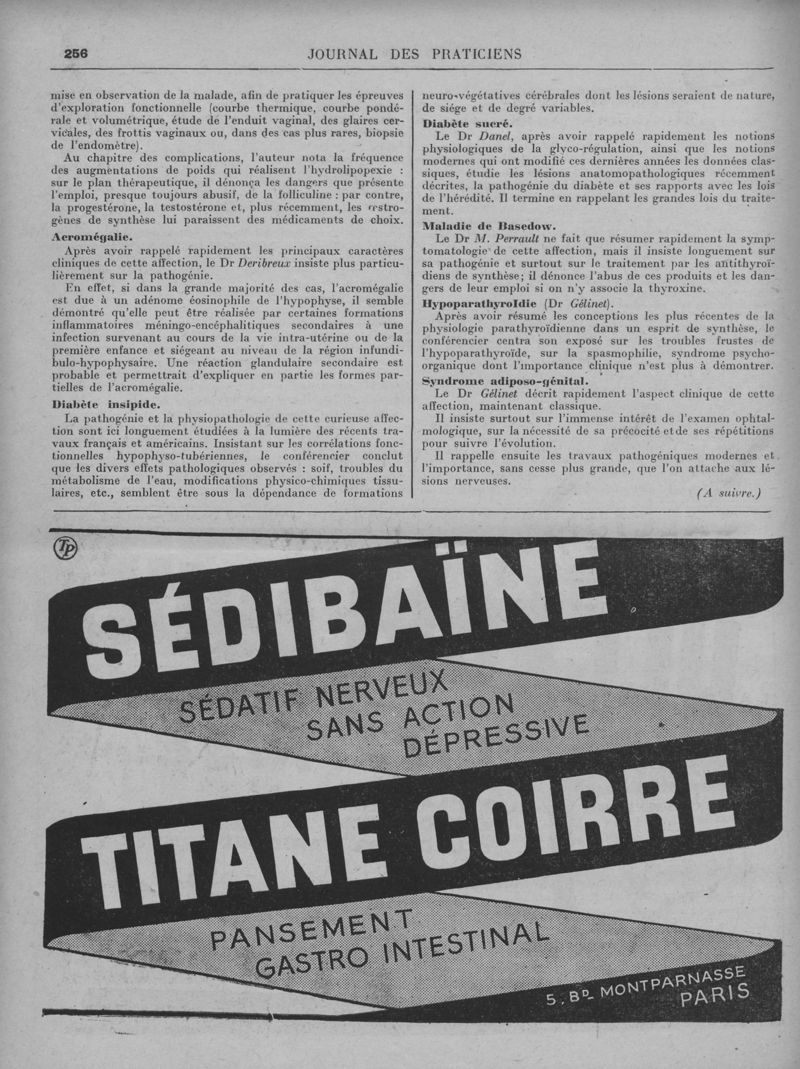 256
JOURNAL DES PRATICIENS
mise en observation de la malade, afin de pratiquer les épreuves
d'exploration fonctionnelle (courbe thermique, courbe pondé-
rale et volumétrique, étude de l'enduit vaginal, des glaires cer-
vicales, des frottis vaginaux ou, dans des cas plus rares, biopsie
de l'endomètre).
Au chapitre des complications, l'auteur nota la fréquence
des augmentations de poids qui réalisent l'hydrolipopexie :
sur le plan thérapeutique, il dénonça les dangers que présente
l'emploi, presque toujours abusif, de la folliculine : par contre,
la progestérone, la testostérone et, plus récemment, les œstro-
gènes de synthèse lui paraissent des médicaments de choix.
Acromégalie.
Après avoir rappelé rapidement les principaux caractères
cliniques de cette affection, le Dr Deribreux insiste plus particu-
lièrement sur la pathogénie.
En effet, si dans la grande majorité des cas, l'acromégalie
est due à un adénome éosinophile de l'hypophyse, il semble
démontré qu'elle peut être réalisée par certaines formations
inflammatoires méningo-encéphalitiques secondaires à une
infection survenant au cours de la vie intra-utérine ou de la
première enfance et siégeant au niveau de la région infundi-
bulo-hypophysaire. Une réaction glandulaire secondaire est
probable et permettrait d'expliquer en partie les formes par-
tielles de l'acromégalie.
Diabète insipide.
La pathogénie et la physiopathologie de cette curieuse affec-
tion sont ici longuement étudiées à la lumière des récents tra-
vaux français et américains. Insistant sur les corrélations fonc-
tionnelles hypophyso-tubériennes, le conférencier conclut
que les divers effets pathologiques observés : soif, troubles du
métabolisme de l'eau, modifications physico-chimiques tissu-
laires, etc., semblent être sous la dépendance de formations
neuro-végétatives cérébrales dont les lésions seraient de nature,
de siége et de degré variables.
Diabète sucré.
Le Dr Danel, après avoir rappelé rapidement les notions
physiologiques de la glyco-régulation, ainsi que les notions
modernes qui ont modifié ces dernières années les données clas-
siques, étudie les lésions anatomopathologiques récemment
décrites, la pathogénie du diabète et ses rapports avec les lois
de l'hérédité. Il termine en rappelant les grandes lois du traite-
ment.
Maladie de Basedow.
Le Dr M. Perrault ne fait que résumer rapidement la symp-
tomatologie de cette affection, mais il insiste longuement sur
sa pathogénie et surtout sur le traitement par les antithyroï-
diens de synthèse; il dénonce l'abus de ces produits et les dan-
gers de leur emploi si on n'y associe la thyroxine.
HypoparathyroIdie (Dr Gélinet).
Après avoir résumé les conceptions les plus récentes de la
physiologie parathyroïdienne dans un esprit de synthèse, le
conférencier centra son exposé sur les troubles frustes de
l'hypoparathyroïde, sur la spasmophilie, syndrome psycho-
organique dont l'importance clinique n'est plus à démontrer.
Syndrome adiposo-génital.
Le Dr Gélinet décrit rapidement l'aspect clinique de cette
affection, maintenant classique.
Il insiste surtout sur l'immense intérêt de l'examen ophtal-
mologique, sur la nécessité de sa précocité et de ses répétitions
pour suivre l'évolution.
Il rappelle ensuite les travaux pathogéniques modernes et
l'importance, sans cesse plus grande, que l'on attache aux lé-
sions nerveuses.
(A suivre.)
TP
SÉDIBAÏNE
SÉDATIF NERVEUX
SANS ACTION
DÉPRESSIVE
TITANE COIRRE
PANSEMENT
GASTRO INTESTINAL
5, BD. MONTPARNASSE
PARIS